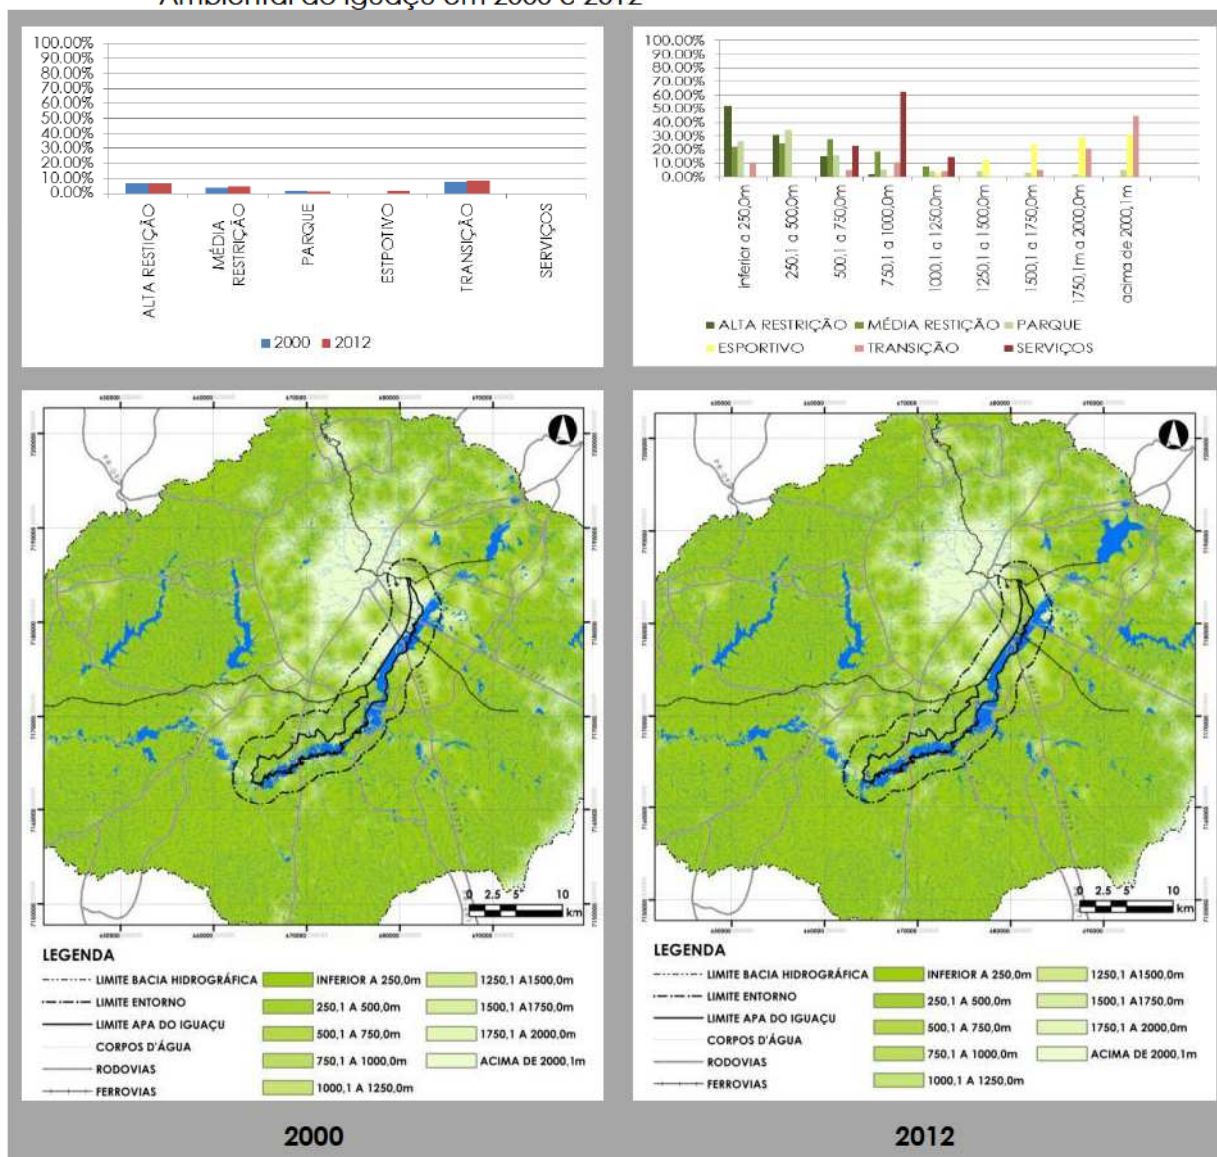 Ambiental do Iguaçu em 2000 e 2012
100.00%
90.00%
80.00%
70.00%
60.00%
50.00%
40.00%
30.00%
20.00%
10.00%
0.00%
ALTA RESTIÇÃO
MÉDIA
RESTRIÇÃO
PARQUE
ESTPOTIVO
TRANSIÇÃO
SERVIÇOS
2000 2012
100.00%
90.00%
80.00%
70.00%
60.00%
50.00%
40.00%
30.00%
20.00%
10.00%
0.00%
inferior a 250,0m
250,1 a 500,0m
500,1 a 750,0m
750,1 a 1000,0m
1000,1 a 1250,0m
1250,1 a 1500,0m
1500,1 a 1750,0m
1750,1m a 2000,0m
acima de 2000,1m
ALTA RESTRIÇÃO MÉDIA RESTIÇÃO PARQUE
ESPORTIVO TRANSIÇÃO SERVIÇOS
0 2.5 5 10
km
LEGENDA
LIMITE BACIA HIDROGRÁFICA
LIMITE ENTORNO
LIMITE APA DO IGUAÇU
CORPOS D'ÁGUA
RODOVIAS
FERROVIAS
INFERIOR A 250,0m
250,1 A 500,0m
500,1 A 750,0m
750,1 A 1000,0m
1000,1 A 1250,0m
1250,1 A1500,0m
1500,1 A1750,0m
1750,1 A 2000,0m
ACIMA DE 2000,1m
2000
0 2.5 5 10
km
LEGENDA
LIMITE BACIA HIDROGRÁFICA
LIMITE ENTORNO
LIMITE APA DO IGUAÇU
CORPOS D'ÁGUA
RODOVIAS
FERROVIAS
INFERIOR A 250,0m
250,1 A 500,0m
500,1 A 750,0m
750,1 A 1000,0m
1000,1 A 1250,0m
1250,1 A1500,0m
1500,1 A1750,0m
1750,1 A 2000,0m
ACIMA DE 2000,1m
2012